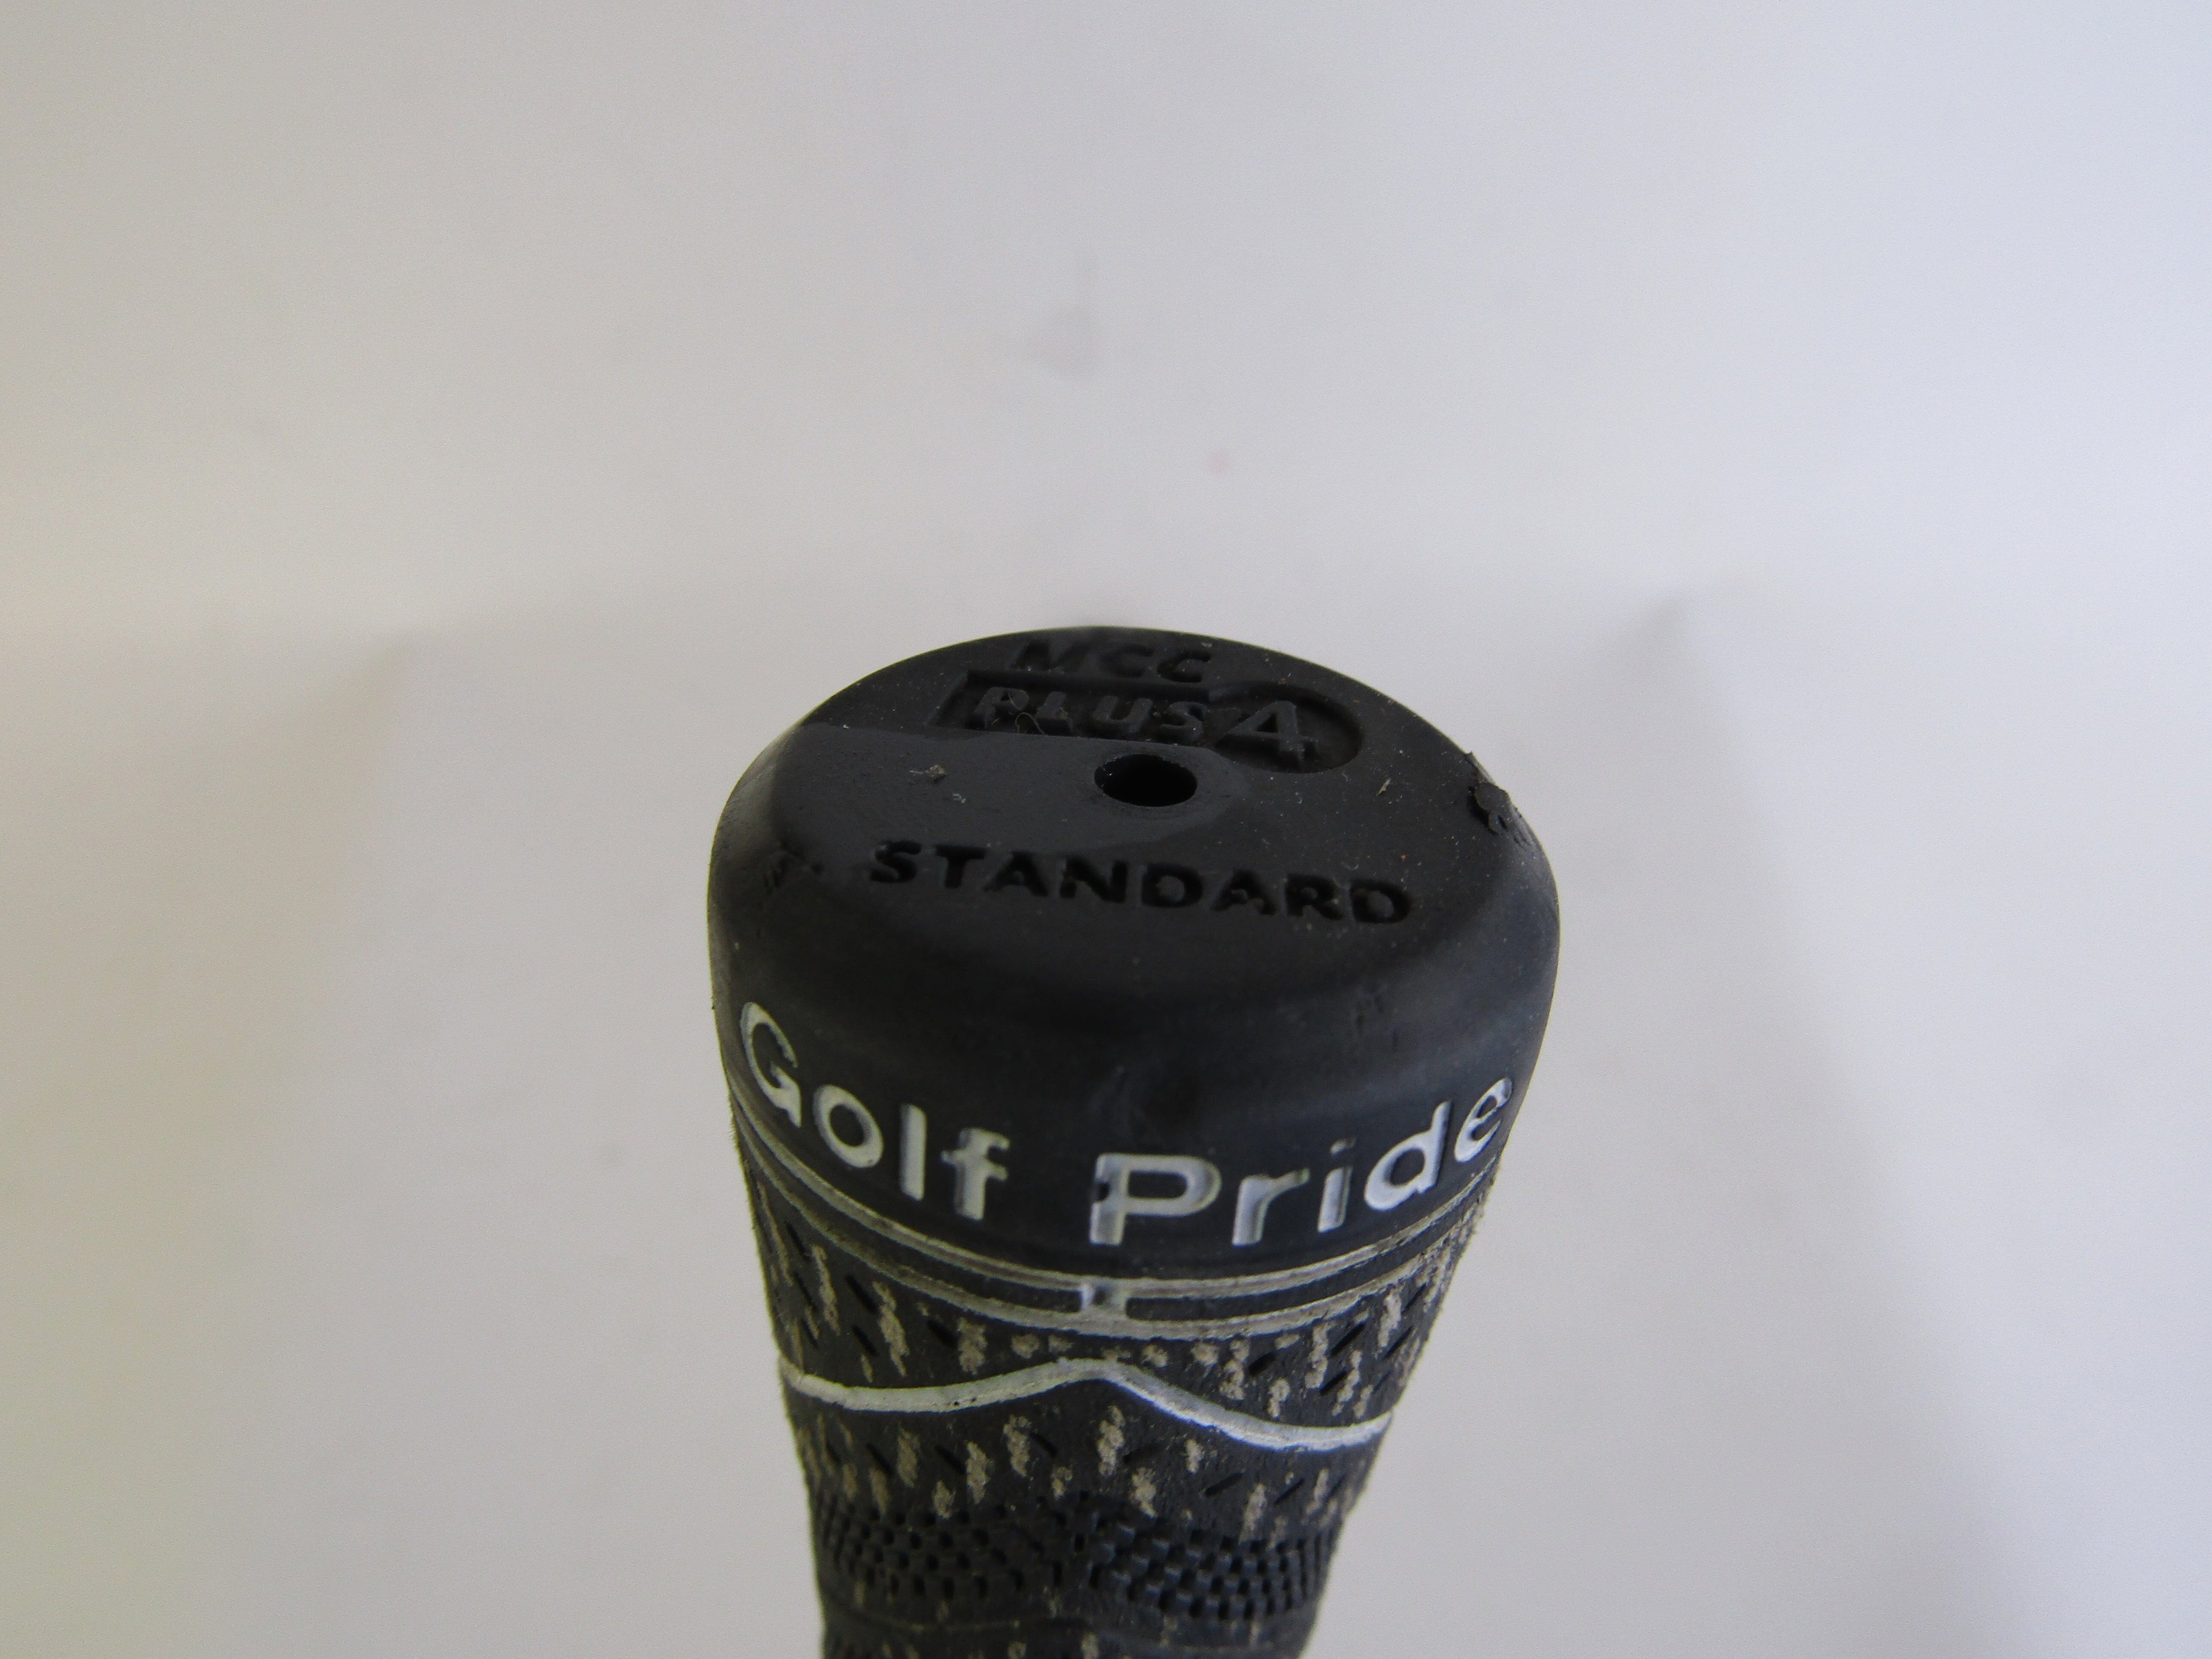 MCC
PLUS4
STANDARD
Golf Pride